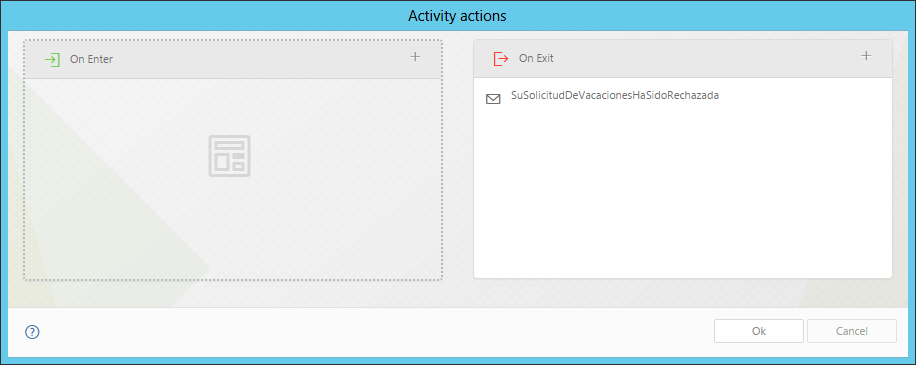 Activity actions
On Enter
+
On Exit
+
SuSolicitudDeVacacionesHaSidoRechazada
?
Ok
Cancel